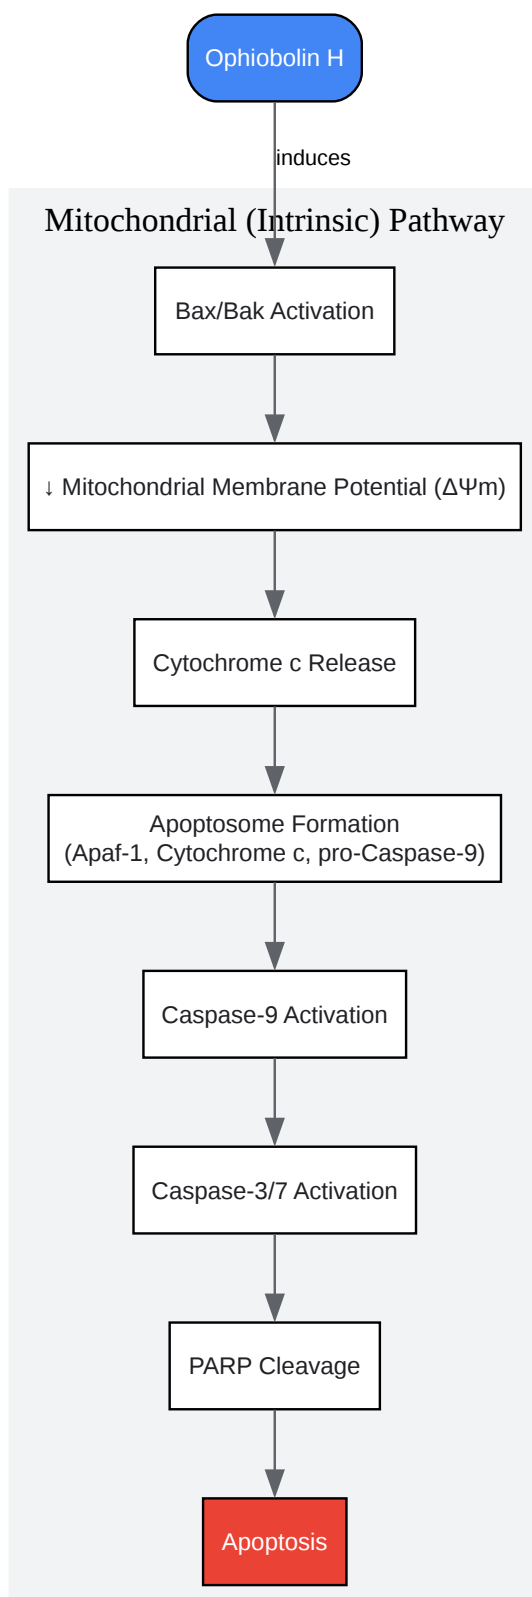 Ophiobolin H
induces
Mitochondrial (Intrinsic) Pathway
Bax/Bak Activation
↓ Mitochondrial Membrane Potential (ΔΨm)
Cytochrome c Release
Apoptosome Formation
(Apaf-1, Cytochrome c, pro-Caspase-9)
Caspase-9 Activation
Caspase-3/7 Activation
PARP Cleavage
Apoptosis